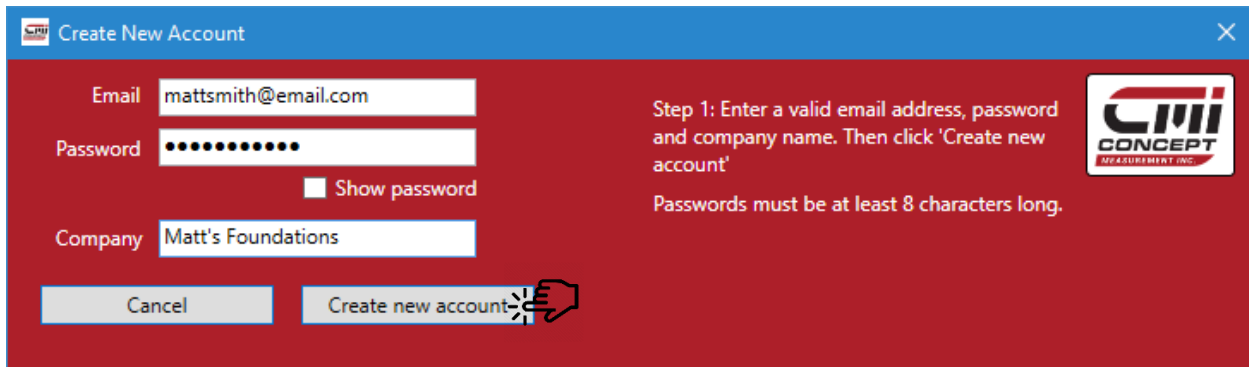 Create New Account
Email mattsmith@email.com
Password ●●●●●●●●●●●
Show password
Company Matt's Foundations
Cancel Create new account
Step 1: Enter a valid email address, password
and company name. Then click 'Create new
account'
Passwords must be at least 8 characters long.
CMI
CONCEPT
MEASUREMENT INC.